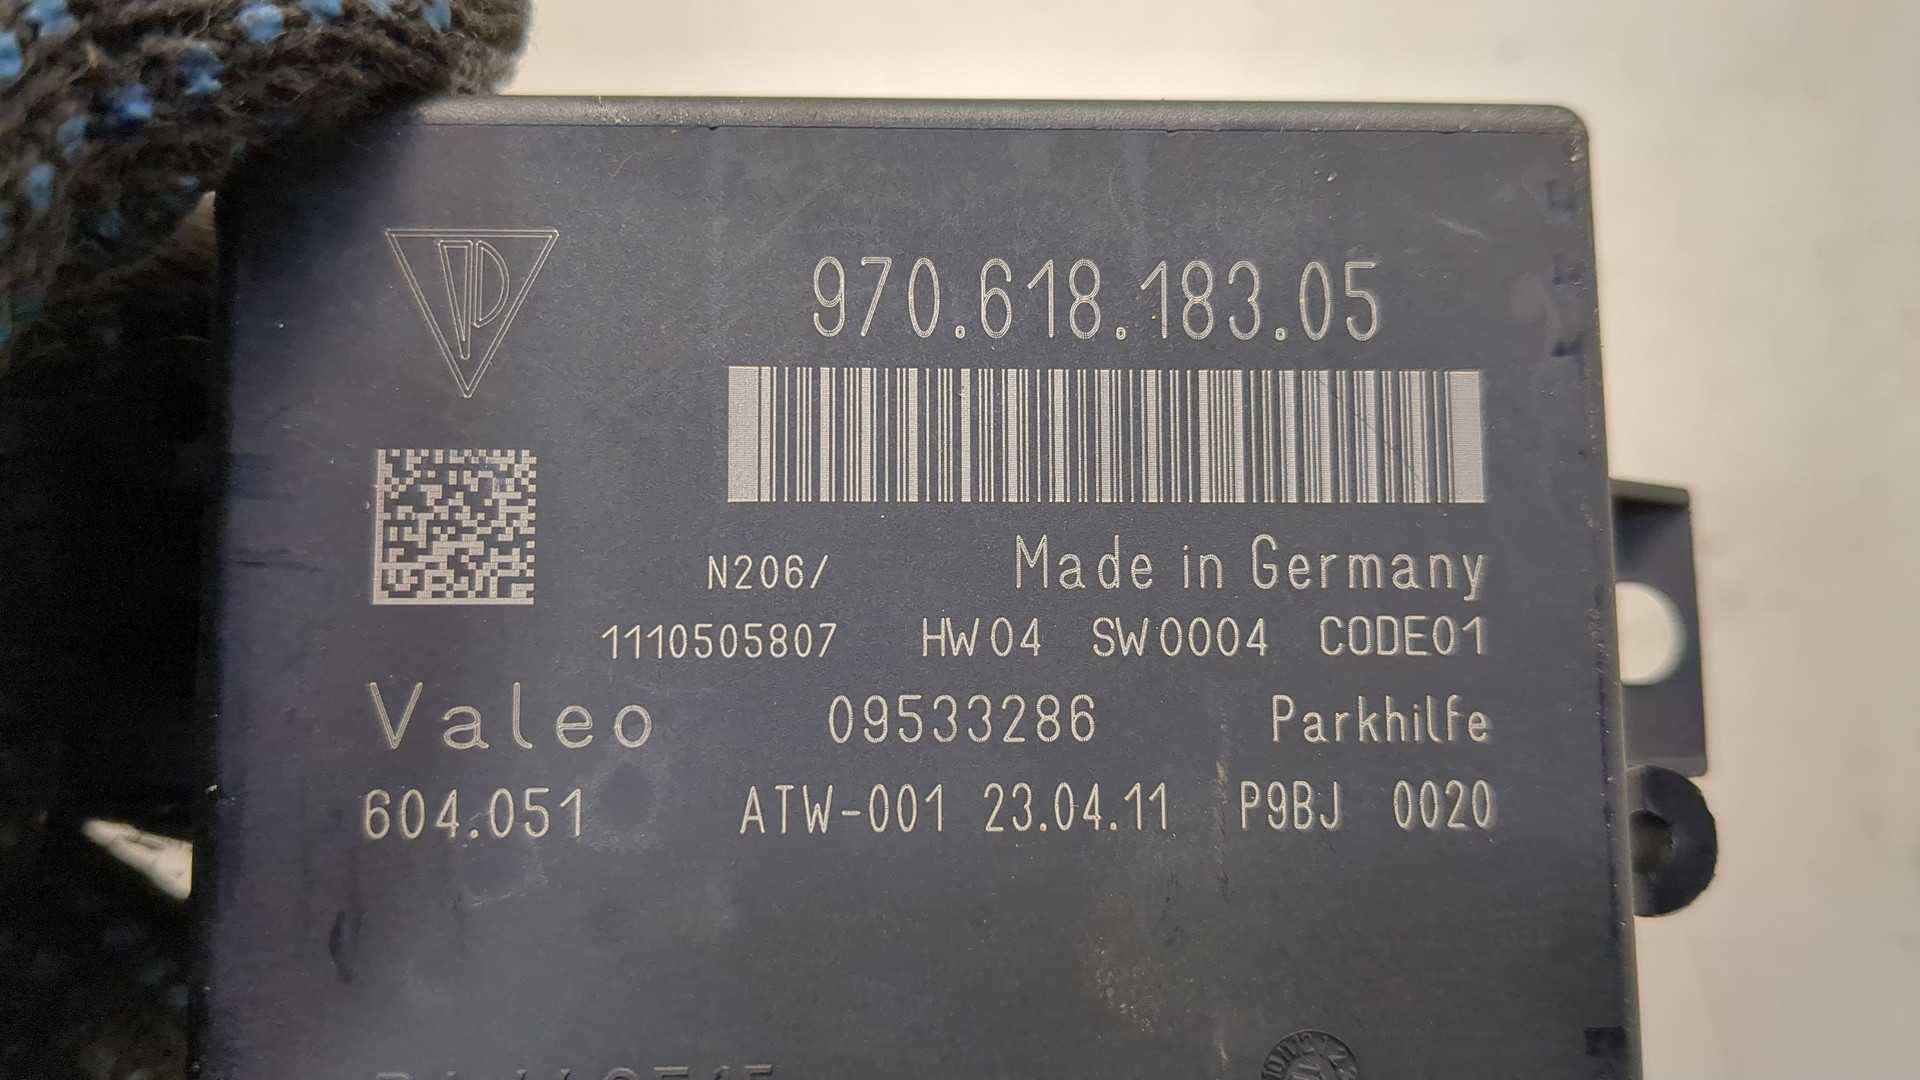 970.618.183.05
N206/ Made in Germany
1110505807 HW04 SW0004 CODE01
Valeo 09533286 Parkhilfe
604.051 ATW-001 23.04.11 P9BJ 0020